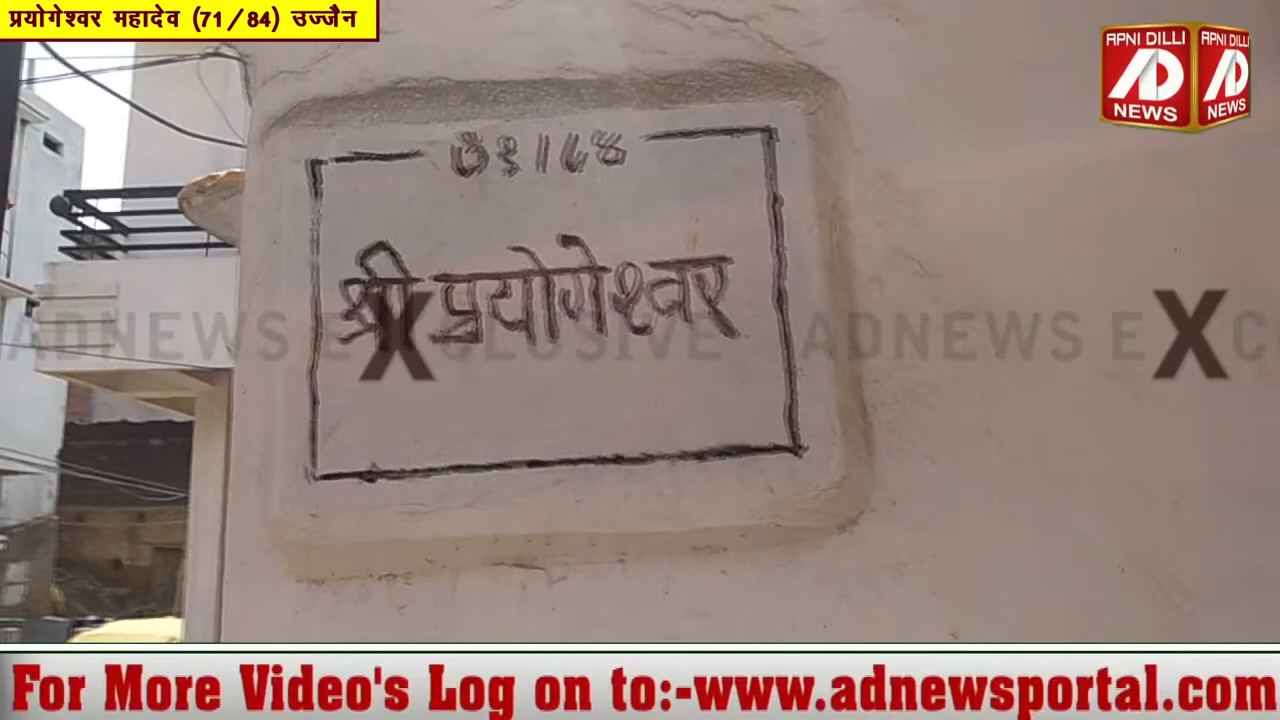 प्रयोगेश्वर महादेव (71/84) उज्जैन
APNI DILLI
AD
NEWS
APNI DILLI
AD
NEWS
७१।८४
श्री प्रयोगेश्वर
ADNEWS EXCLUSIVE ADNEWS EXC
For More Video's Log on to:-www.adnewsportal.com